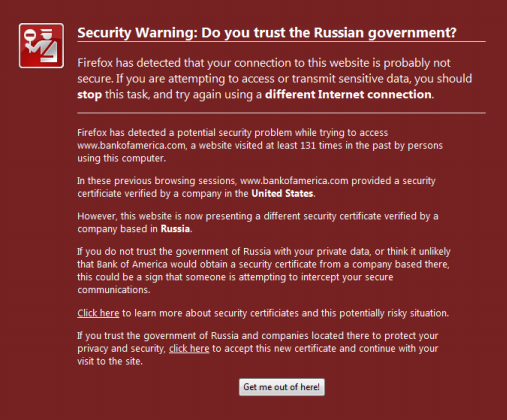 Security Warning: Do you trust the Russian government?
Firefox has detected that your connection to this website is probably not
secure. If you are attempting to access or transmit sensitive data, you should
stop this task, and try again using a different Internet connection.
Firefox has detected a potential security problem while trying to access
www.bankofamerica.com, a website visited at least 131 times in the past by persons
using this computer.
In these previous browsing sessions, www.bankofamerica.com provided a security
certificiate verified by a company in the United States.
However, this website is now presenting a different security certificate verified by a
company based in Russia.
If you do not trust the government of Russia with your private data, or think it unlikely
that Bank of America would obtain a security certificate from a company based there,
this could be a sign that someone is attempting to intercept your secure
communications.
Click here to learn more about security certificiates and this potentially risky situation.
If you trust the government of Russia and companies located there to protect your
privacy and security, click here to accept this new certificate and continue with your
visit to the site.
Get me out of here!